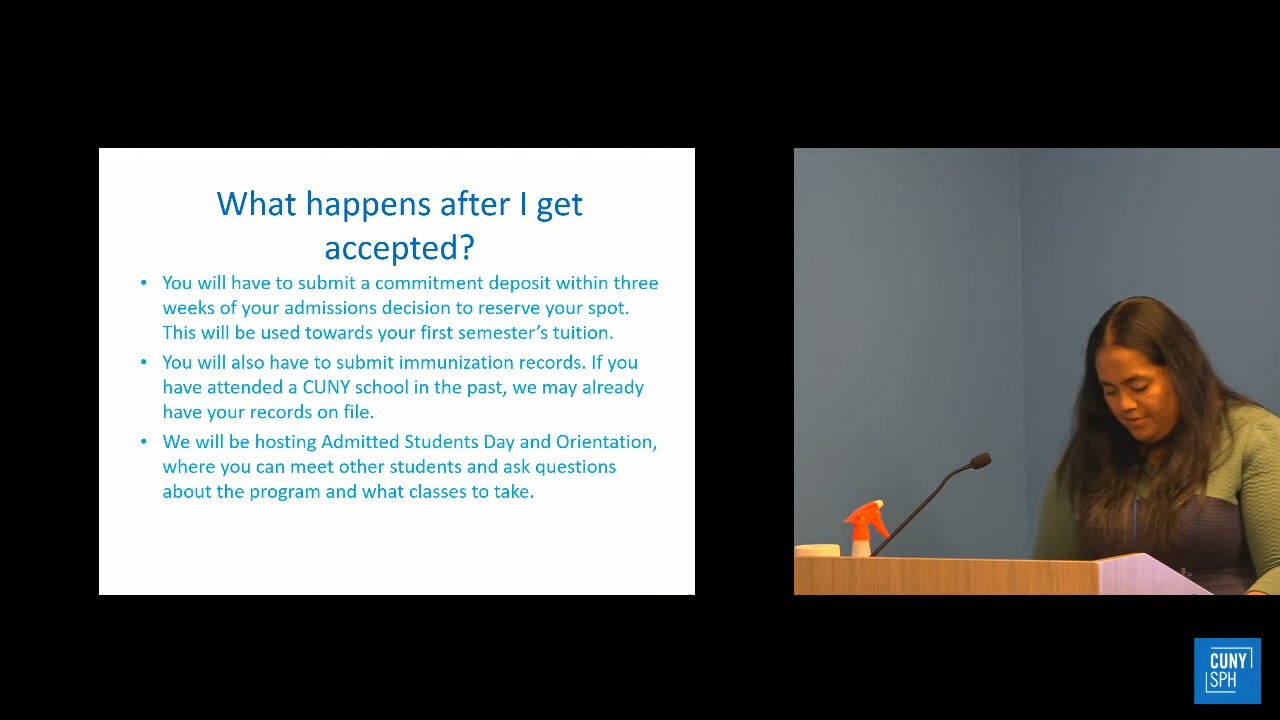 What happens after I get
accepted?
• You will have to submit a commitment deposit within three
weeks of your admissions decision to reserve your spot.
This will be used towards your first semester’s tuition.
• You will also have to submit immunization records. If you
have attended a CUNY school in the past, we may already
have your records on file.
• We will be hosting Admitted Students Day and Orientation,
where you can meet other students and ask questions
about the program and what classes to take.
CUNY
SPH